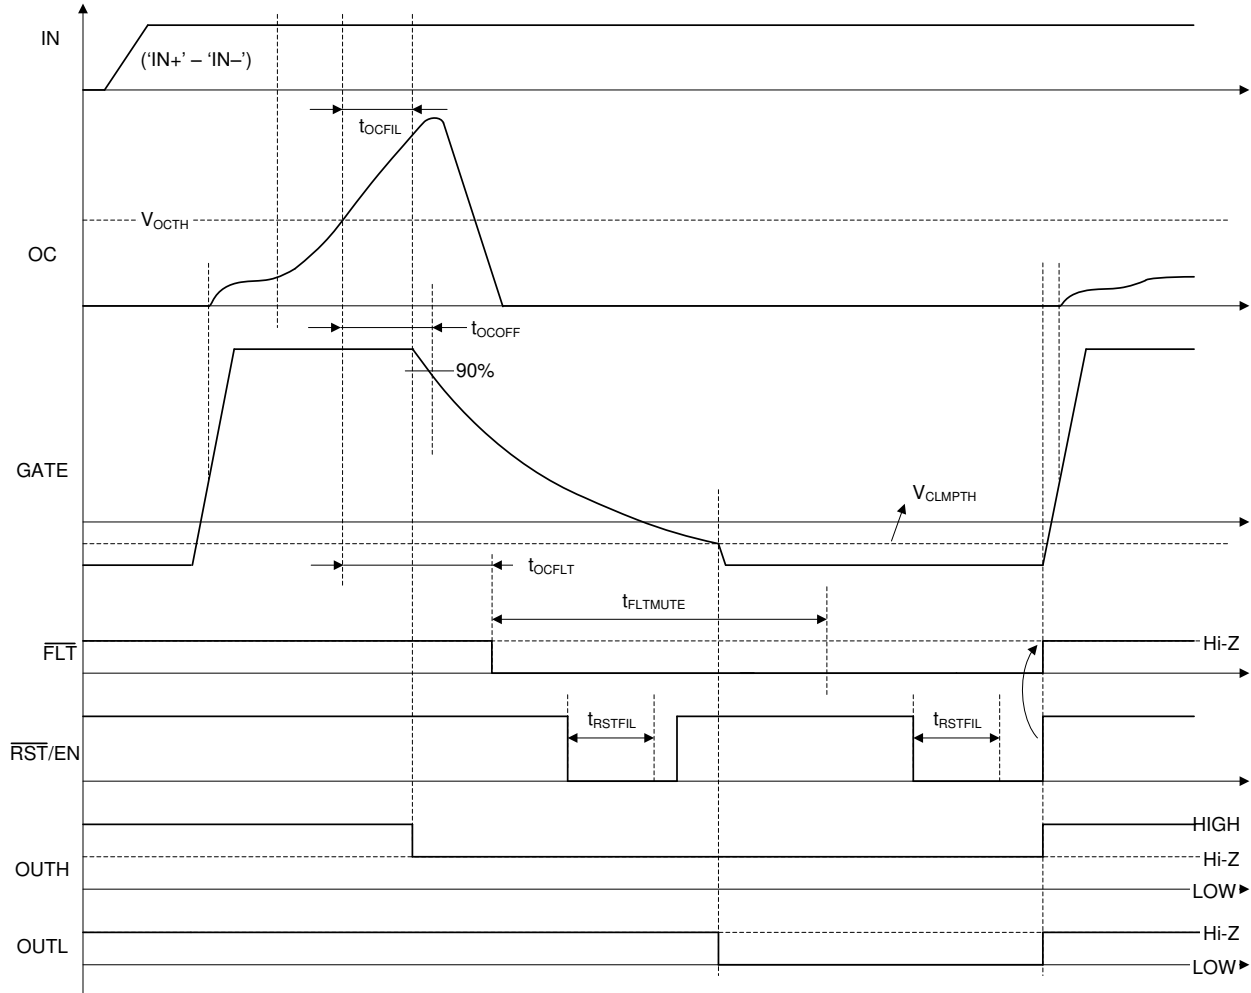 IN
('IN+' – 'IN–')
tOCFIL
VOCTH
OC
tOCOFF
90%
GATE
VCLMPTH
tOCFLT
tFLTMUTE
FLT
Hi-Z
tRSTFIL
tRSTFIL
RST/EN
HIGH
OUTH
Hi-Z
LOW
OUTL
Hi-Z
LOW